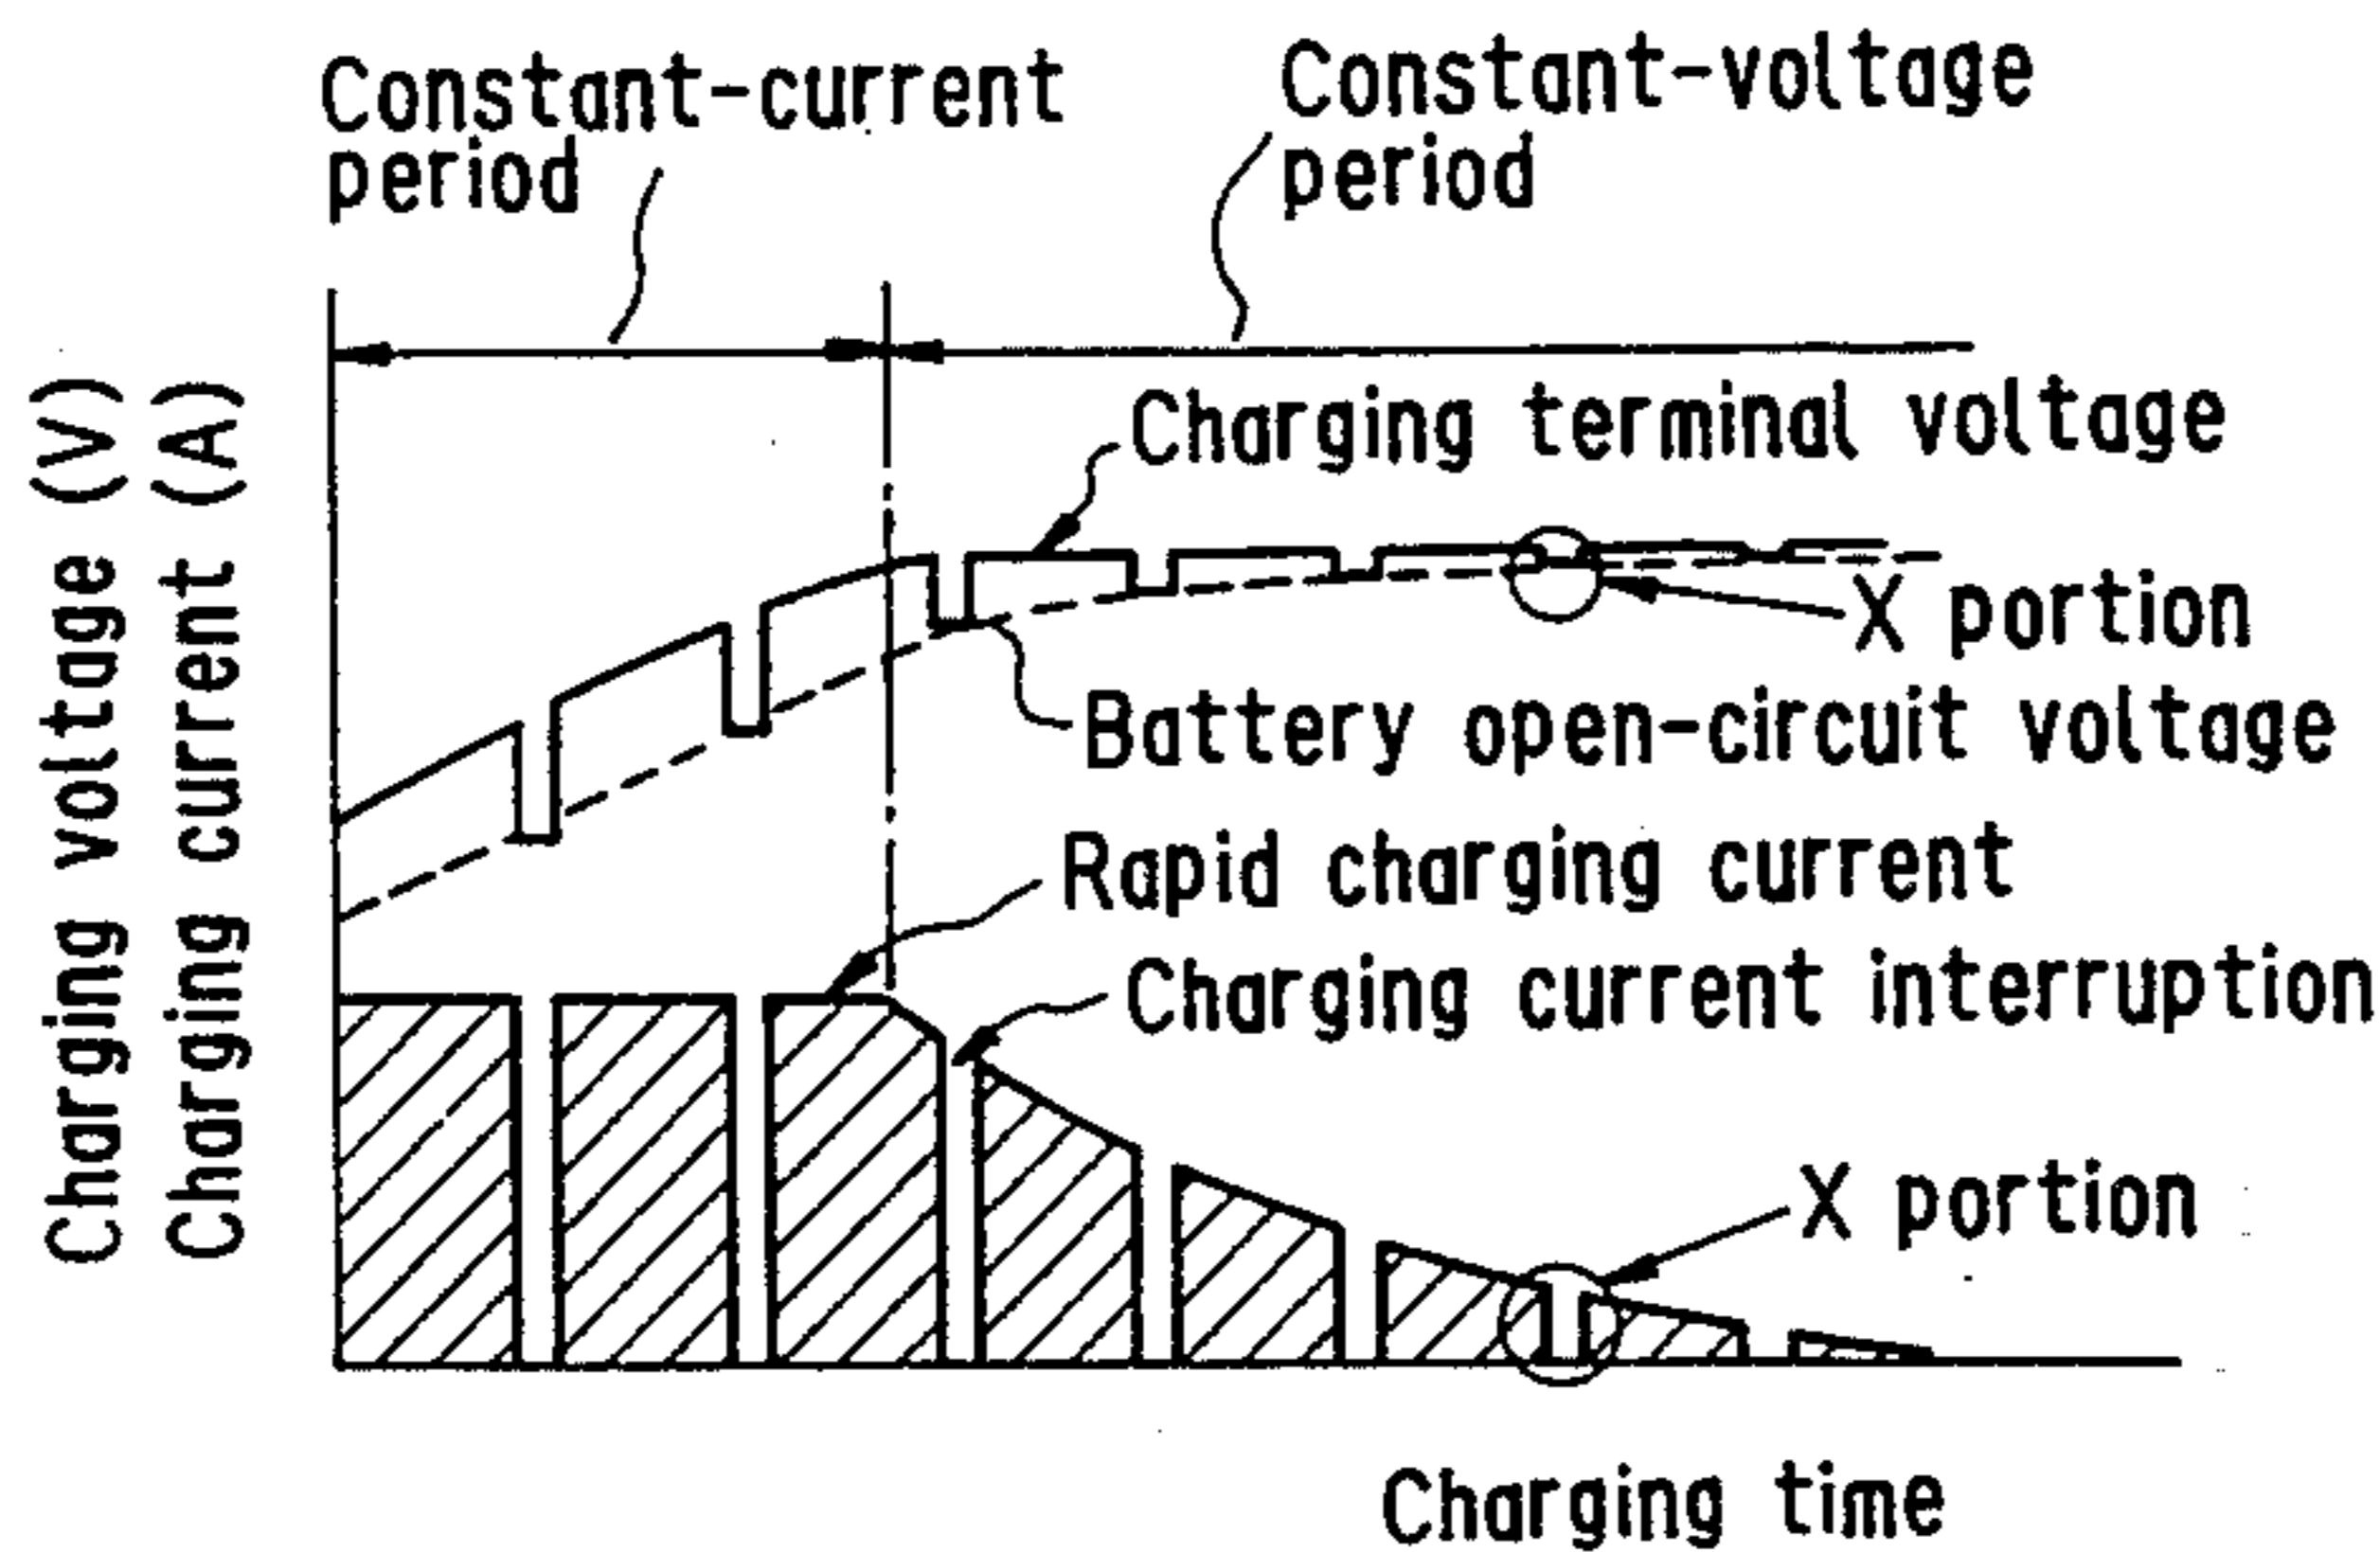 Constant-current
period
Constant-voltage
period
Charging voltage (V)
Charging current (A)
Charging terminal voltage
X portion
Battery open-circuit voltage
Rapid charging current
Charging current interruption
X portion
Charging time